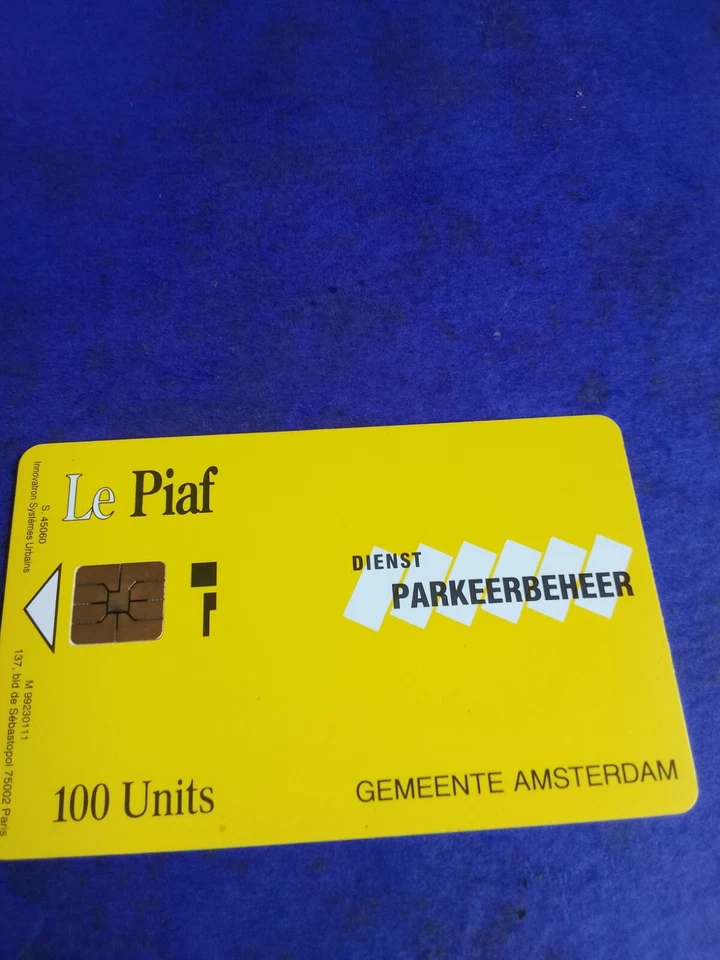 Le Piaf
S. 45060
Innovatron Systèmes Urbains
DIENST
PARKEERBEHEER
M 99230111
137, bld de Sébastopol 75002 Paris
100 Units
GEMEENTE AMSTERDAM